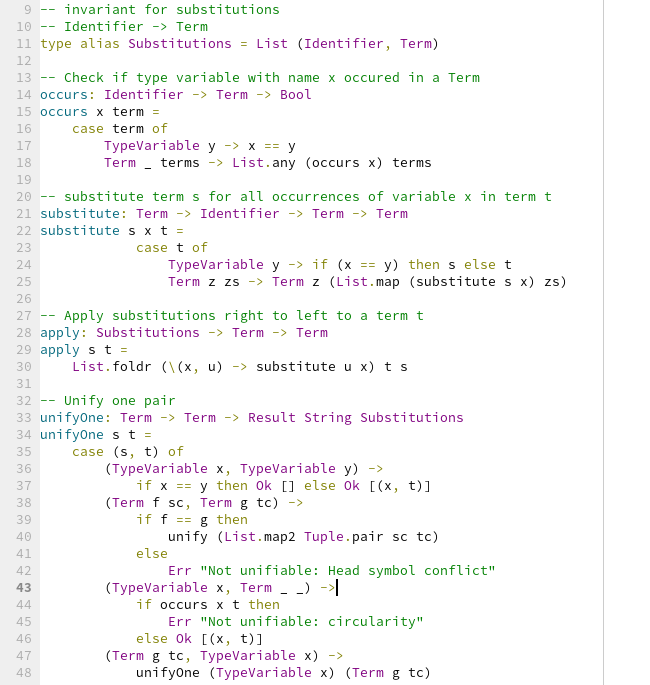 9 -- invariant for substitutions
10 -- Identifier -> Term
11 type alias Substitutions = List (Identifier, Term)
12
13 -- Check if type variable with name x occured in a Term
14 occurs: Identifier -> Term -> Bool
15 occurs x term =
16     case term of
17         TypeVariable y -> x == y
18         Term _ terms -> List.any (occurs x) terms
19
20 -- substitute term s for all occurrences of variable x in term t
21 substitute: Term -> Identifier -> Term -> Term
22 substitute s x t =
23             case t of
24                 TypeVariable y -> if (x == y) then s else t
25                 Term z zs -> Term z (List.map (substitute s x) zs)
26
27 -- Apply substitutions right to left to a term t
28 apply: Substitutions -> Term -> Term
29 apply s t =
30     List.foldr (\(x, u) -> substitute u x) t s
31
32 -- Unify one pair
33 unifyOne: Term -> Term -> Result String Substitutions
34 unifyOne s t =
35     case (s, t) of
36         (TypeVariable x, TypeVariable y) ->
37             if x == y then Ok [] else Ok [(x, t)]
38         (Term f sc, Term g tc) ->
39             if f == g then
40                 unify (List.map2 Tuple.pair sc tc)
41             else
42                 Err "Not unifiable: Head symbol conflict"
43         (TypeVariable x, Term _ _) ->
44             if occurs x t then
45                 Err "Not unifiable: circularity"
46             else Ok [(x, t)]
47         (Term g tc, TypeVariable x) ->
48             unifyOne (TypeVariable x) (Term g tc)